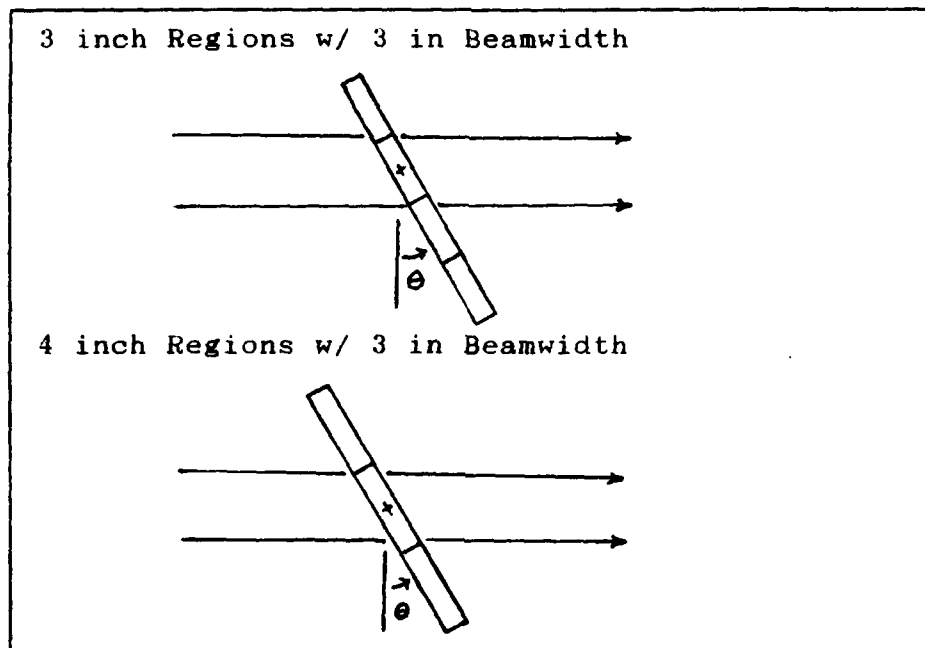 3 inch Regions w/ 3 in Beamwidth
θ
4 inch Regions w/ 3 in Beamwidth
θ